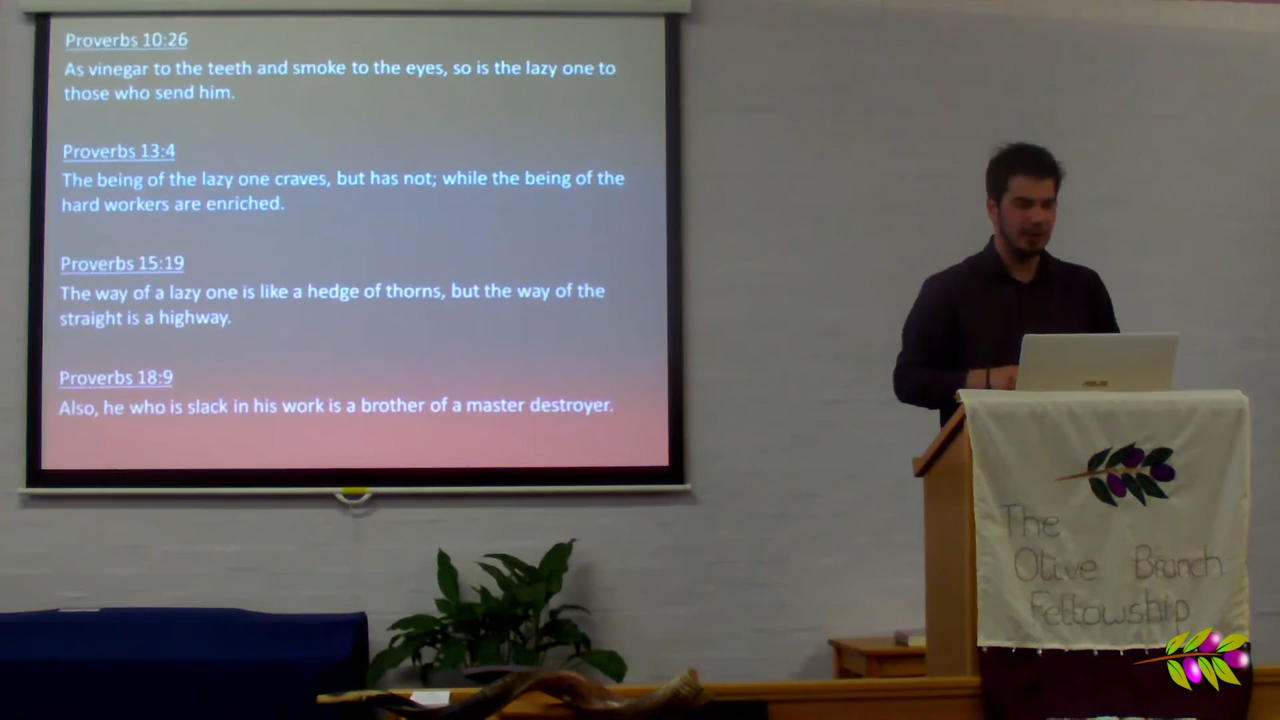 Proverbs 10:26
As vinegar to the teeth and smoke to the eyes, so is the lazy one to
those who send him.
Proverbs 13:4
The being of the lazy one craves, but has not; while the being of the
hard workers are enriched.
Proverbs 15:19
The way of a lazy one is like a hedge of thorns, but the way of the
straight is a highway.
Proverbs 18:9
Also, he who is slack in his work is a brother of a master destroyer.
ASUS
The
Olive Branch
Fellowship